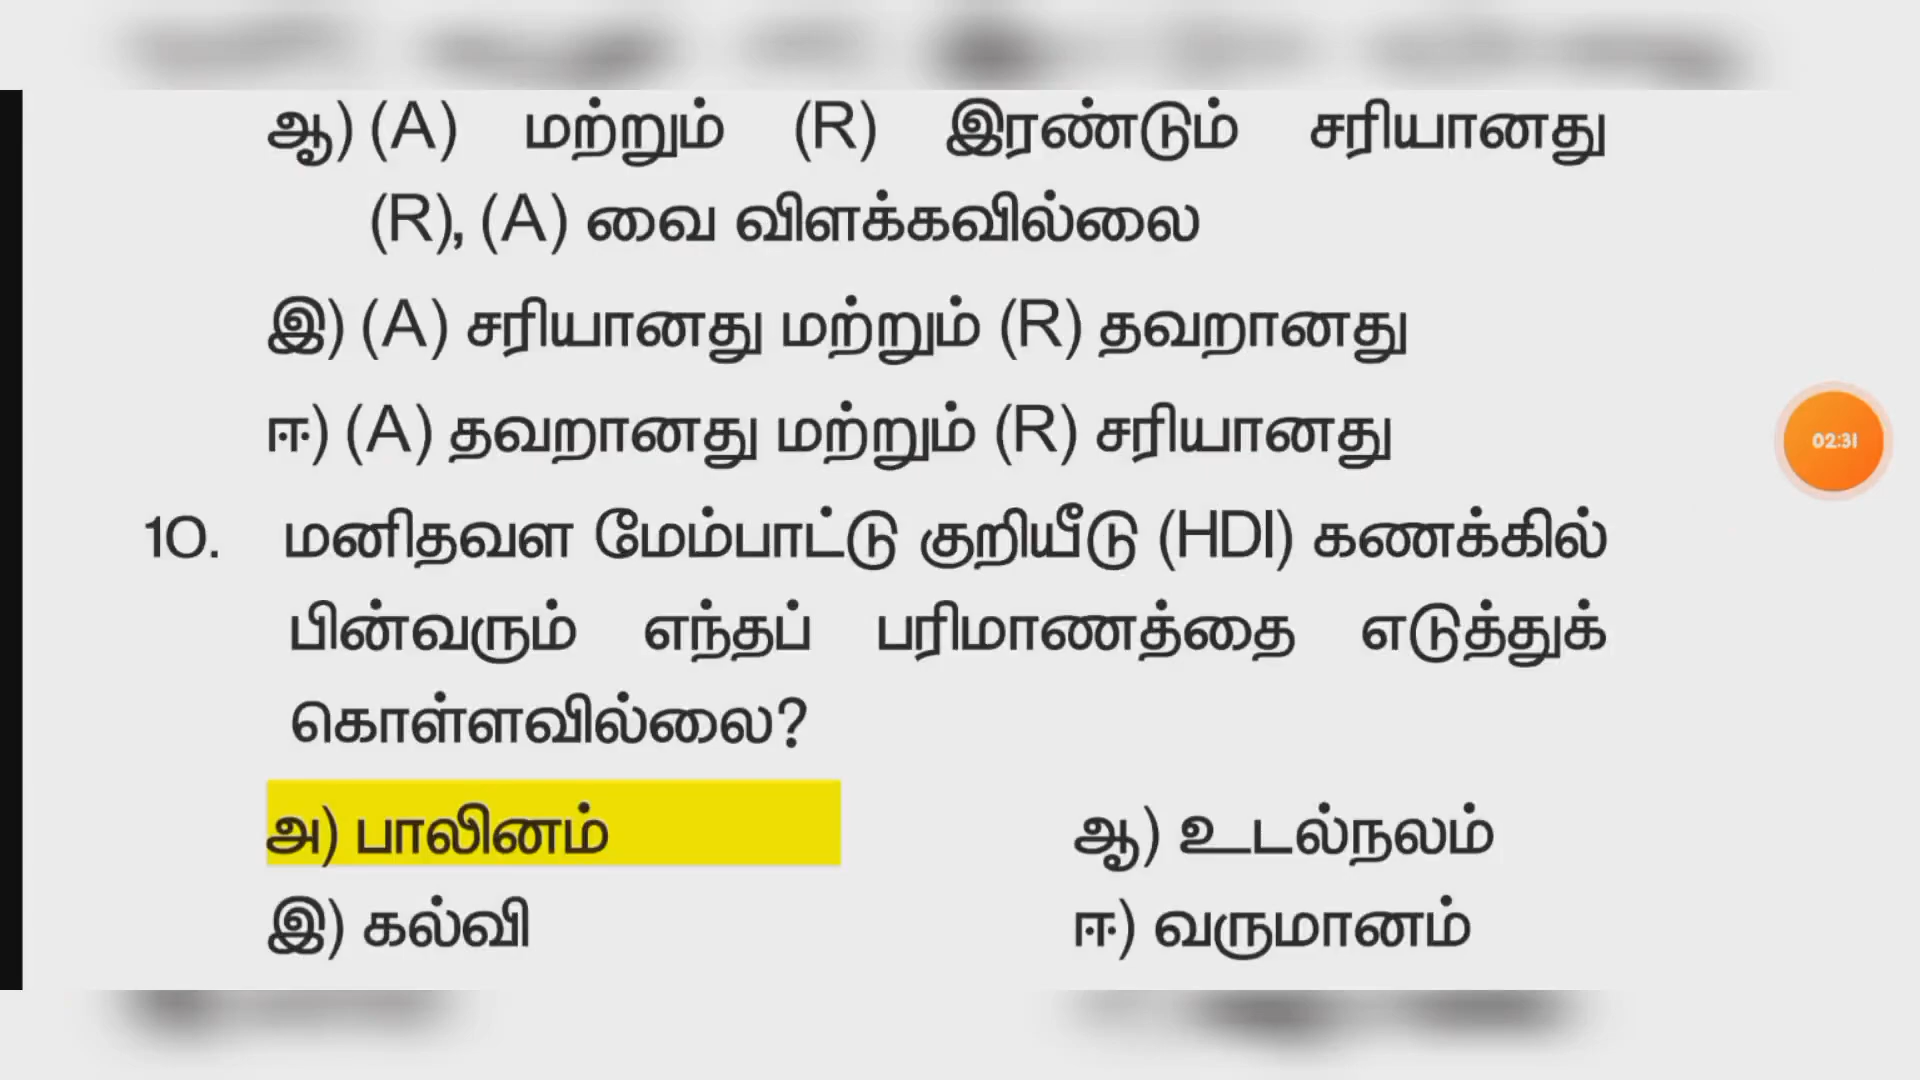 ஆ) (A) மற்றும் (R) இரண்டும் சரியானது
(R), (A) வை விளக்கவில்லை
இ) (A) சரியானது மற்றும் (R) தவறானது
ஈ) (A) தவறானது மற்றும் (R) சரியானது
10. மனிதவள மேம்பாட்டு குறியீடு (HDI) கணக்கில்
பின்வரும் எந்தப் பரிமாணத்தை எடுத்துக்
கொள்ளவில்லை?
அ) பாலினம் ஆ) உடல்நலம்
இ) கல்வி ஈ) வருமானம்
02:31